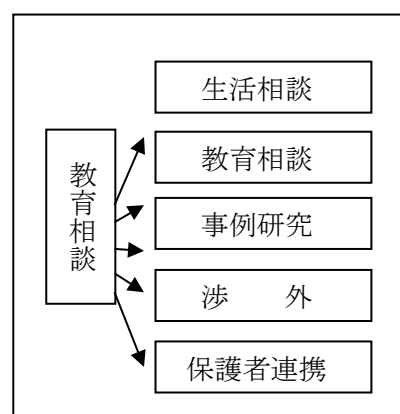 教育相談
生活相談
教育相談
事例研究
渉　　外
保護者連携